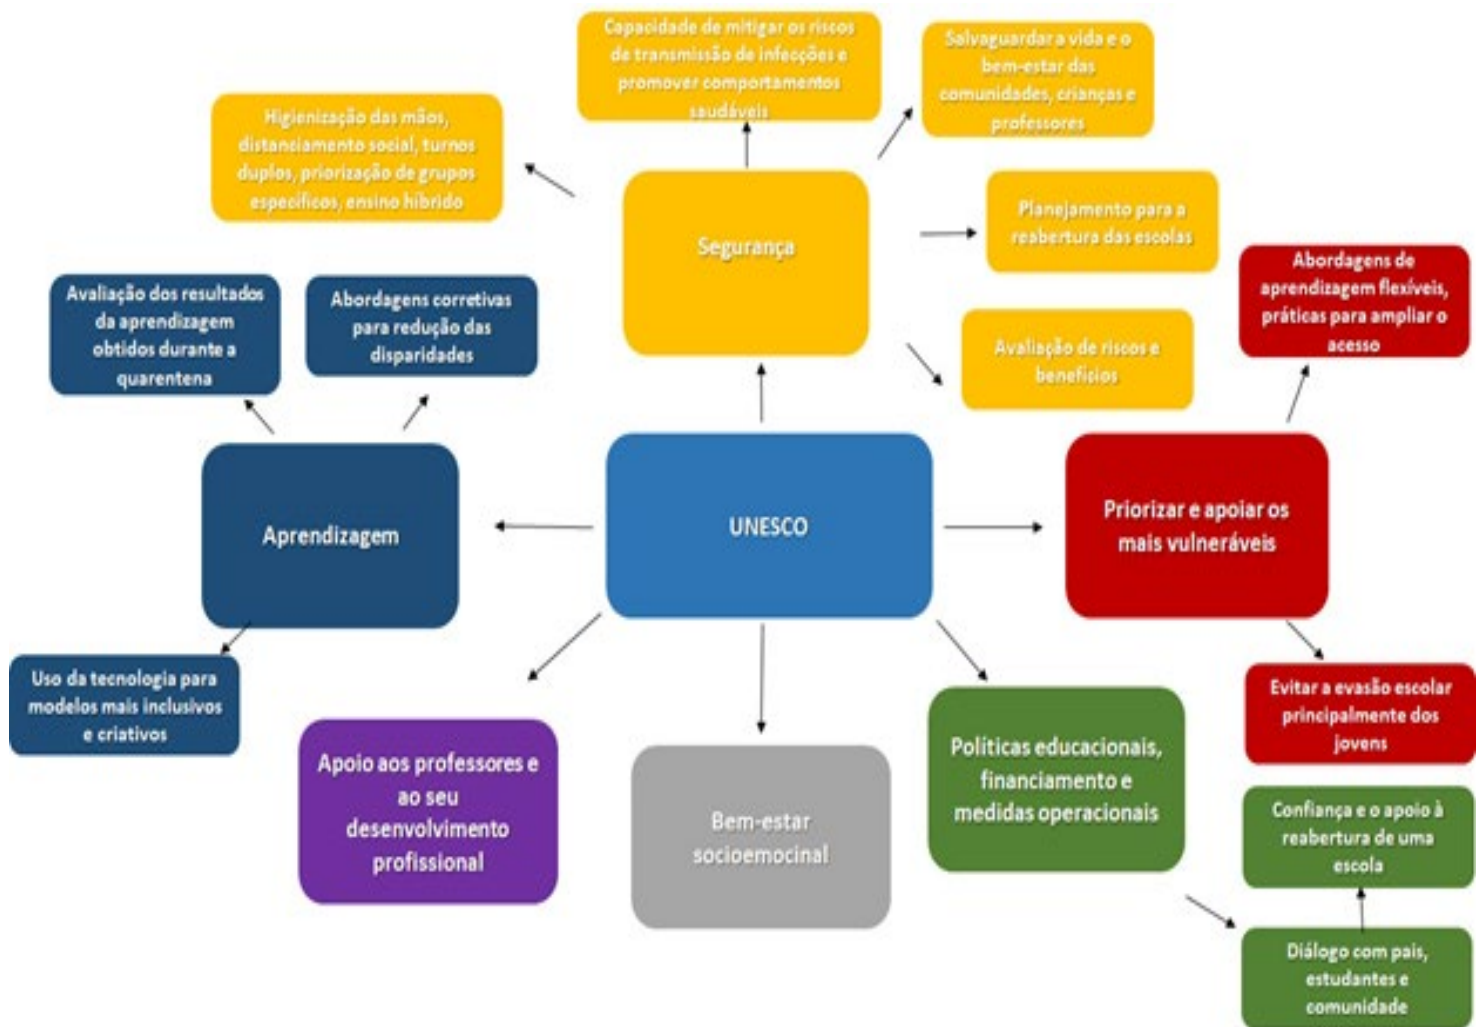 Capacidade de mitigar os riscos
de transmissão de infecções e
promover comportamentos
saudáveis
Salvaguardar a vida e o
bem-estar das
comunidades, crianças e
professores
Higienização das mãos,
distanciamento social, turnos
duplos, priorização de grupos
específicos, ensino híbrido
Segurança
Planejamento para a
reabertura das escolas
Avaliação de riscos e
benefícios
Abordagens de
aprendizagem flexíveis,
práticas para ampliar o
acesso
Avaliação dos resultados
da aprendizagem
obtidos durante a
quarentena
Abordagens corretivas
para redução das
disparidades
Aprendizagem
UNESCO
Priorizar e apoiar os
mais vulneráveis
Uso da tecnologia para
modelos mais inclusivos
e criativos
Apoio aos professores e
ao seu
desenvolvimento
profissional
Bem-estar
socioemocinal
Políticas educacionais,
financiamento e
medidas operacionais
Evitar a evasão escolar
principalmente dos
jovens
Confiança e o apoio à
reabertura de uma
escola
Diálogo com pais,
estudantes e
comunidade